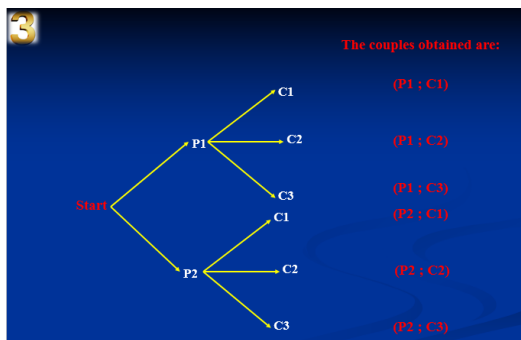 3
The couples obtained are:
C1 (P1 ; C1)
P1 C2 (P1 ; C2)
C3 (P1 ; C3)
Start C1 (P2 ; C1)
P2 C2 (P2 ; C2)
C3 (P2 ; C3)